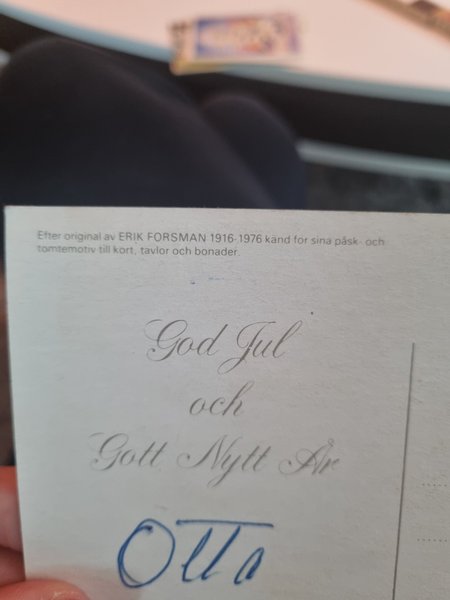 Efter original av ERIK FORSMAN 1916-1976 känd för sina påsk- och
tomtemotiv till kort, tavlor och bonader.
God Jul
och
Gott Nytt År
Otta